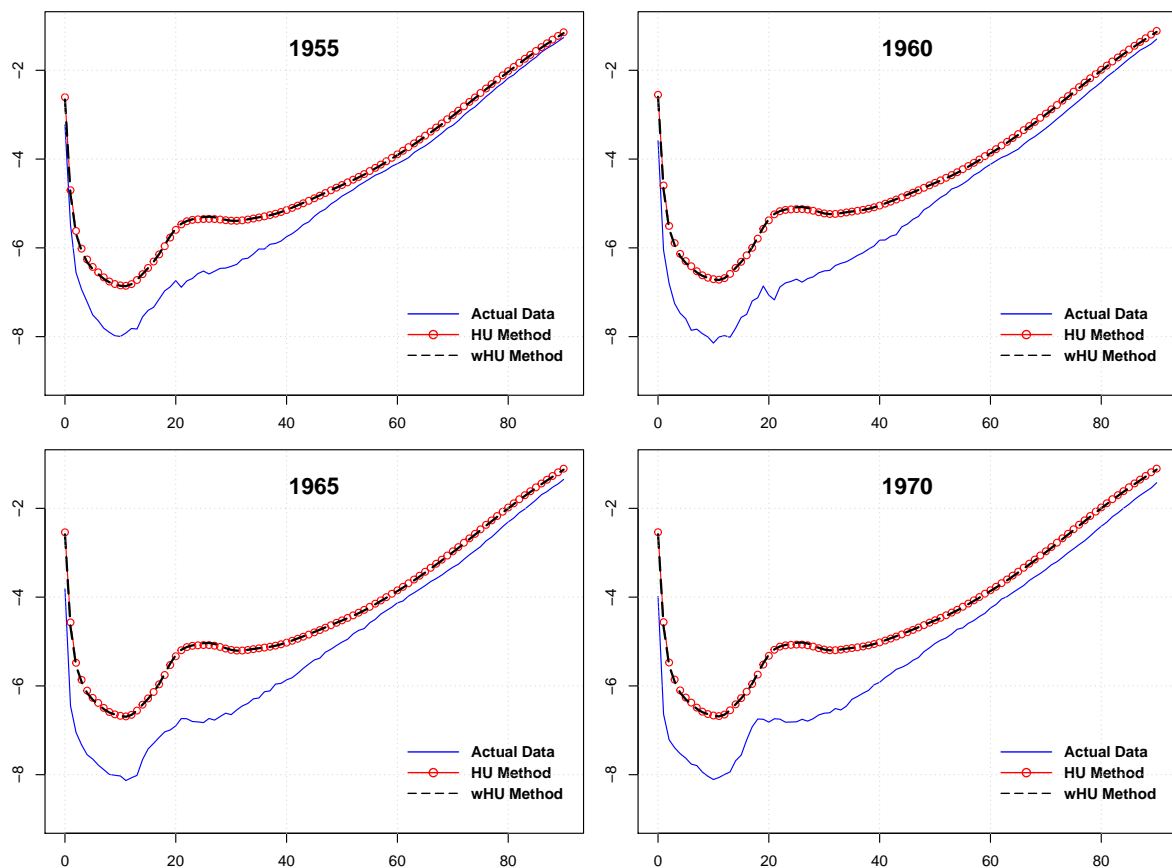 1955
-2
-4
-6
-8
Actual Data
HU Method
wHU Method
0 20 40 60 80
1960
-2
-4
-6
-8
Actual Data
HU Method
wHU Method
0 20 40 60 80
1965
-2
-4
-6
-8
Actual Data
HU Method
wHU Method
0 20 40 60 80
1970
-2
-4
-6
-8
Actual Data
HU Method
wHU Method
0 20 40 60 80